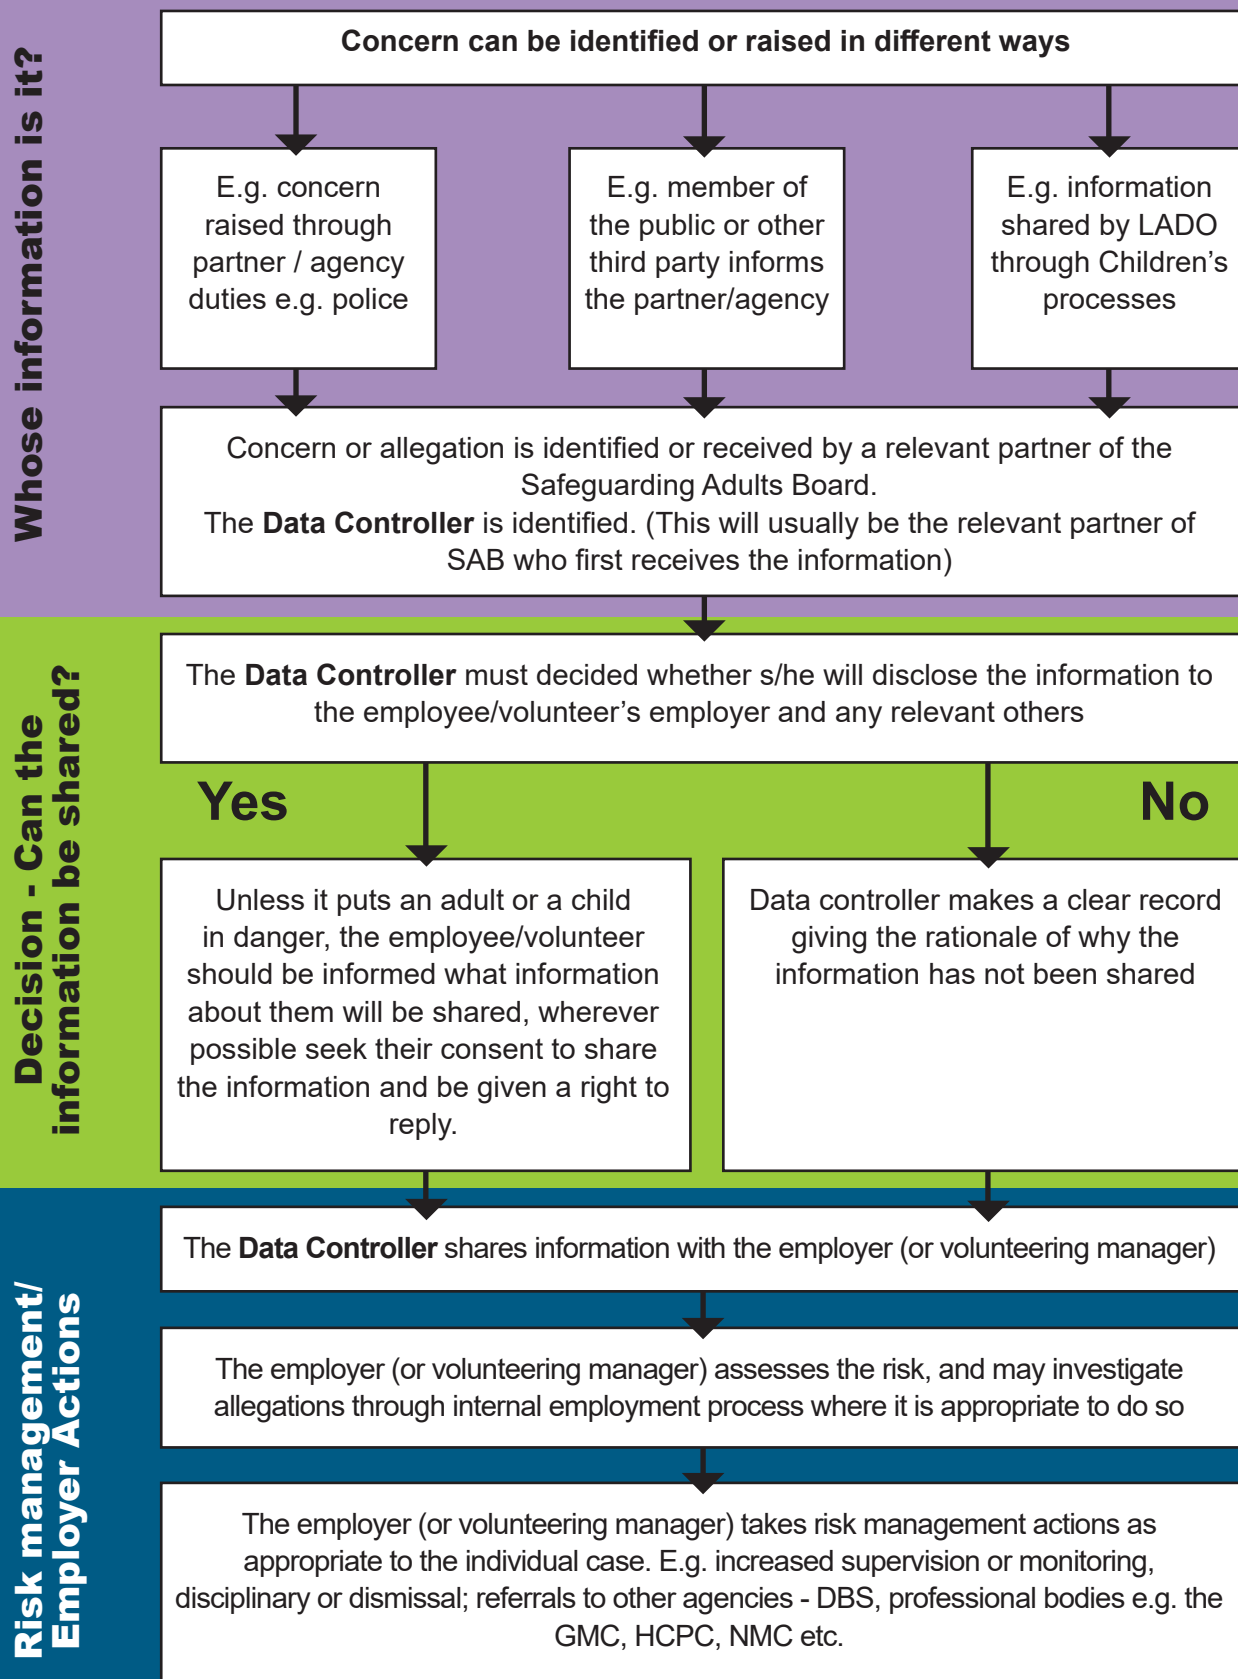 Whose information is it?
Concern can be identified or raised in different ways
E.g. concern
raised through
partner / agency
duties e.g. police
E.g. member of
the public or other
third party informs
the partner/agency
E.g. information
shared by LADO
through Children's
processes
Concern or allegation is identified or received by a relevant partner of the
Safeguarding Adults Board.
The Data Controller is identified. (This will usually be the relevant partner of
SAB who first receives the information)
Decision - Can the
information be shared?
The Data Controller must decided whether s/he will disclose the information to
the employee/volunteer's employer and any relevant others
Yes
No
Unless it puts an adult or a child
in danger, the employee/volunteer
should be informed what information
about them will be shared, wherever
possible seek their consent to share
the information and be given a right to
reply.
Data controller makes a clear record
giving the rationale of why the
information has not been shared
Risk management/
Employer Actions
The Data Controller shares information with the employer (or volunteering manager)
The employer (or volunteering manager) assesses the risk, and may investigate
allegations through internal employment process where it is appropriate to do so
The employer (or volunteering manager) takes risk management actions as
appropriate to the individual case. E.g. increased supervision or monitoring,
disciplinary or dismissal; referrals to other agencies - DBS, professional bodies e.g. the
GMC, HCPC, NMC etc.